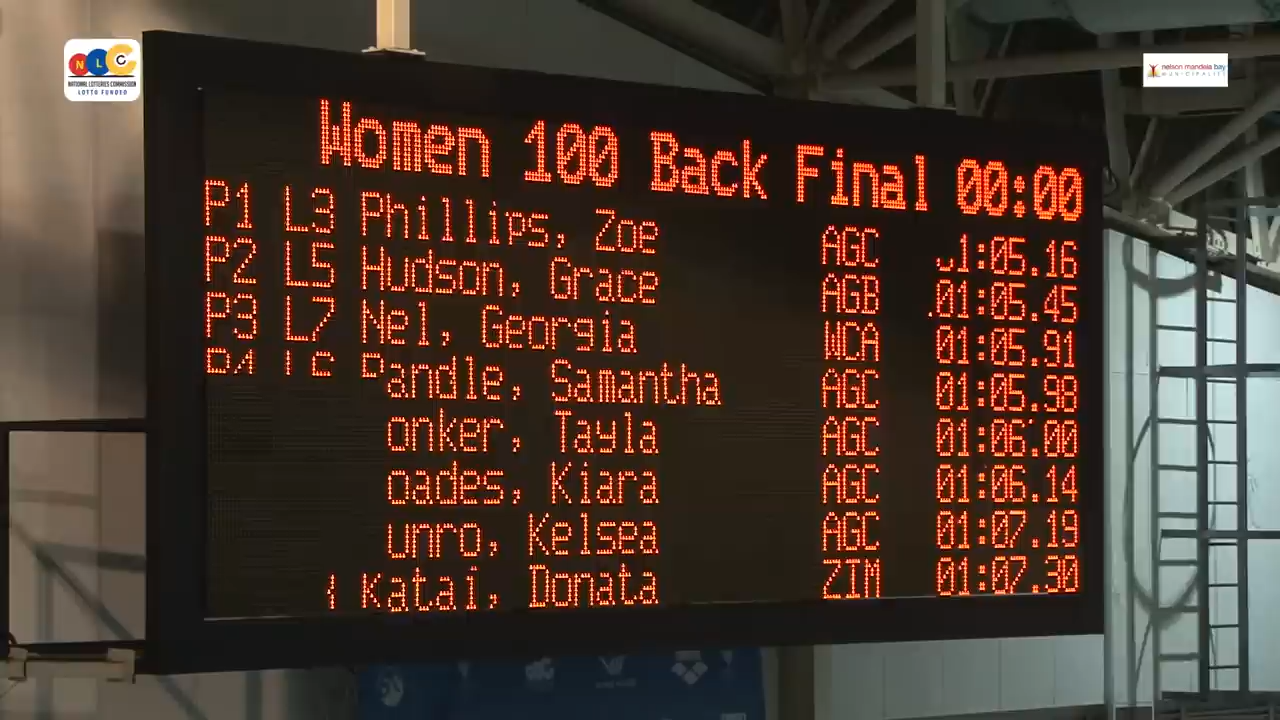 NLC
NATIONAL LOTTERIES COMMISSION
LOTTO FUNDED
nelson mandela bay
MUNICIPALITY
Women 100 Back Final 00:00
P1 L3 Phillips, Zoe AGC 1:05.16
P2 L5 Hudson, Grace AGB 01:05.45
P3 L7 Nel, Georgia WCA 01:05.91
P4 andle, Samantha AGC 01:05.98
onker, Tayla AGC 01:06.00
oades, Kiara AGC 01:06.14
unro, Kelsea AGC 01:07.19
Katai, Donata ZIM 01:07.30